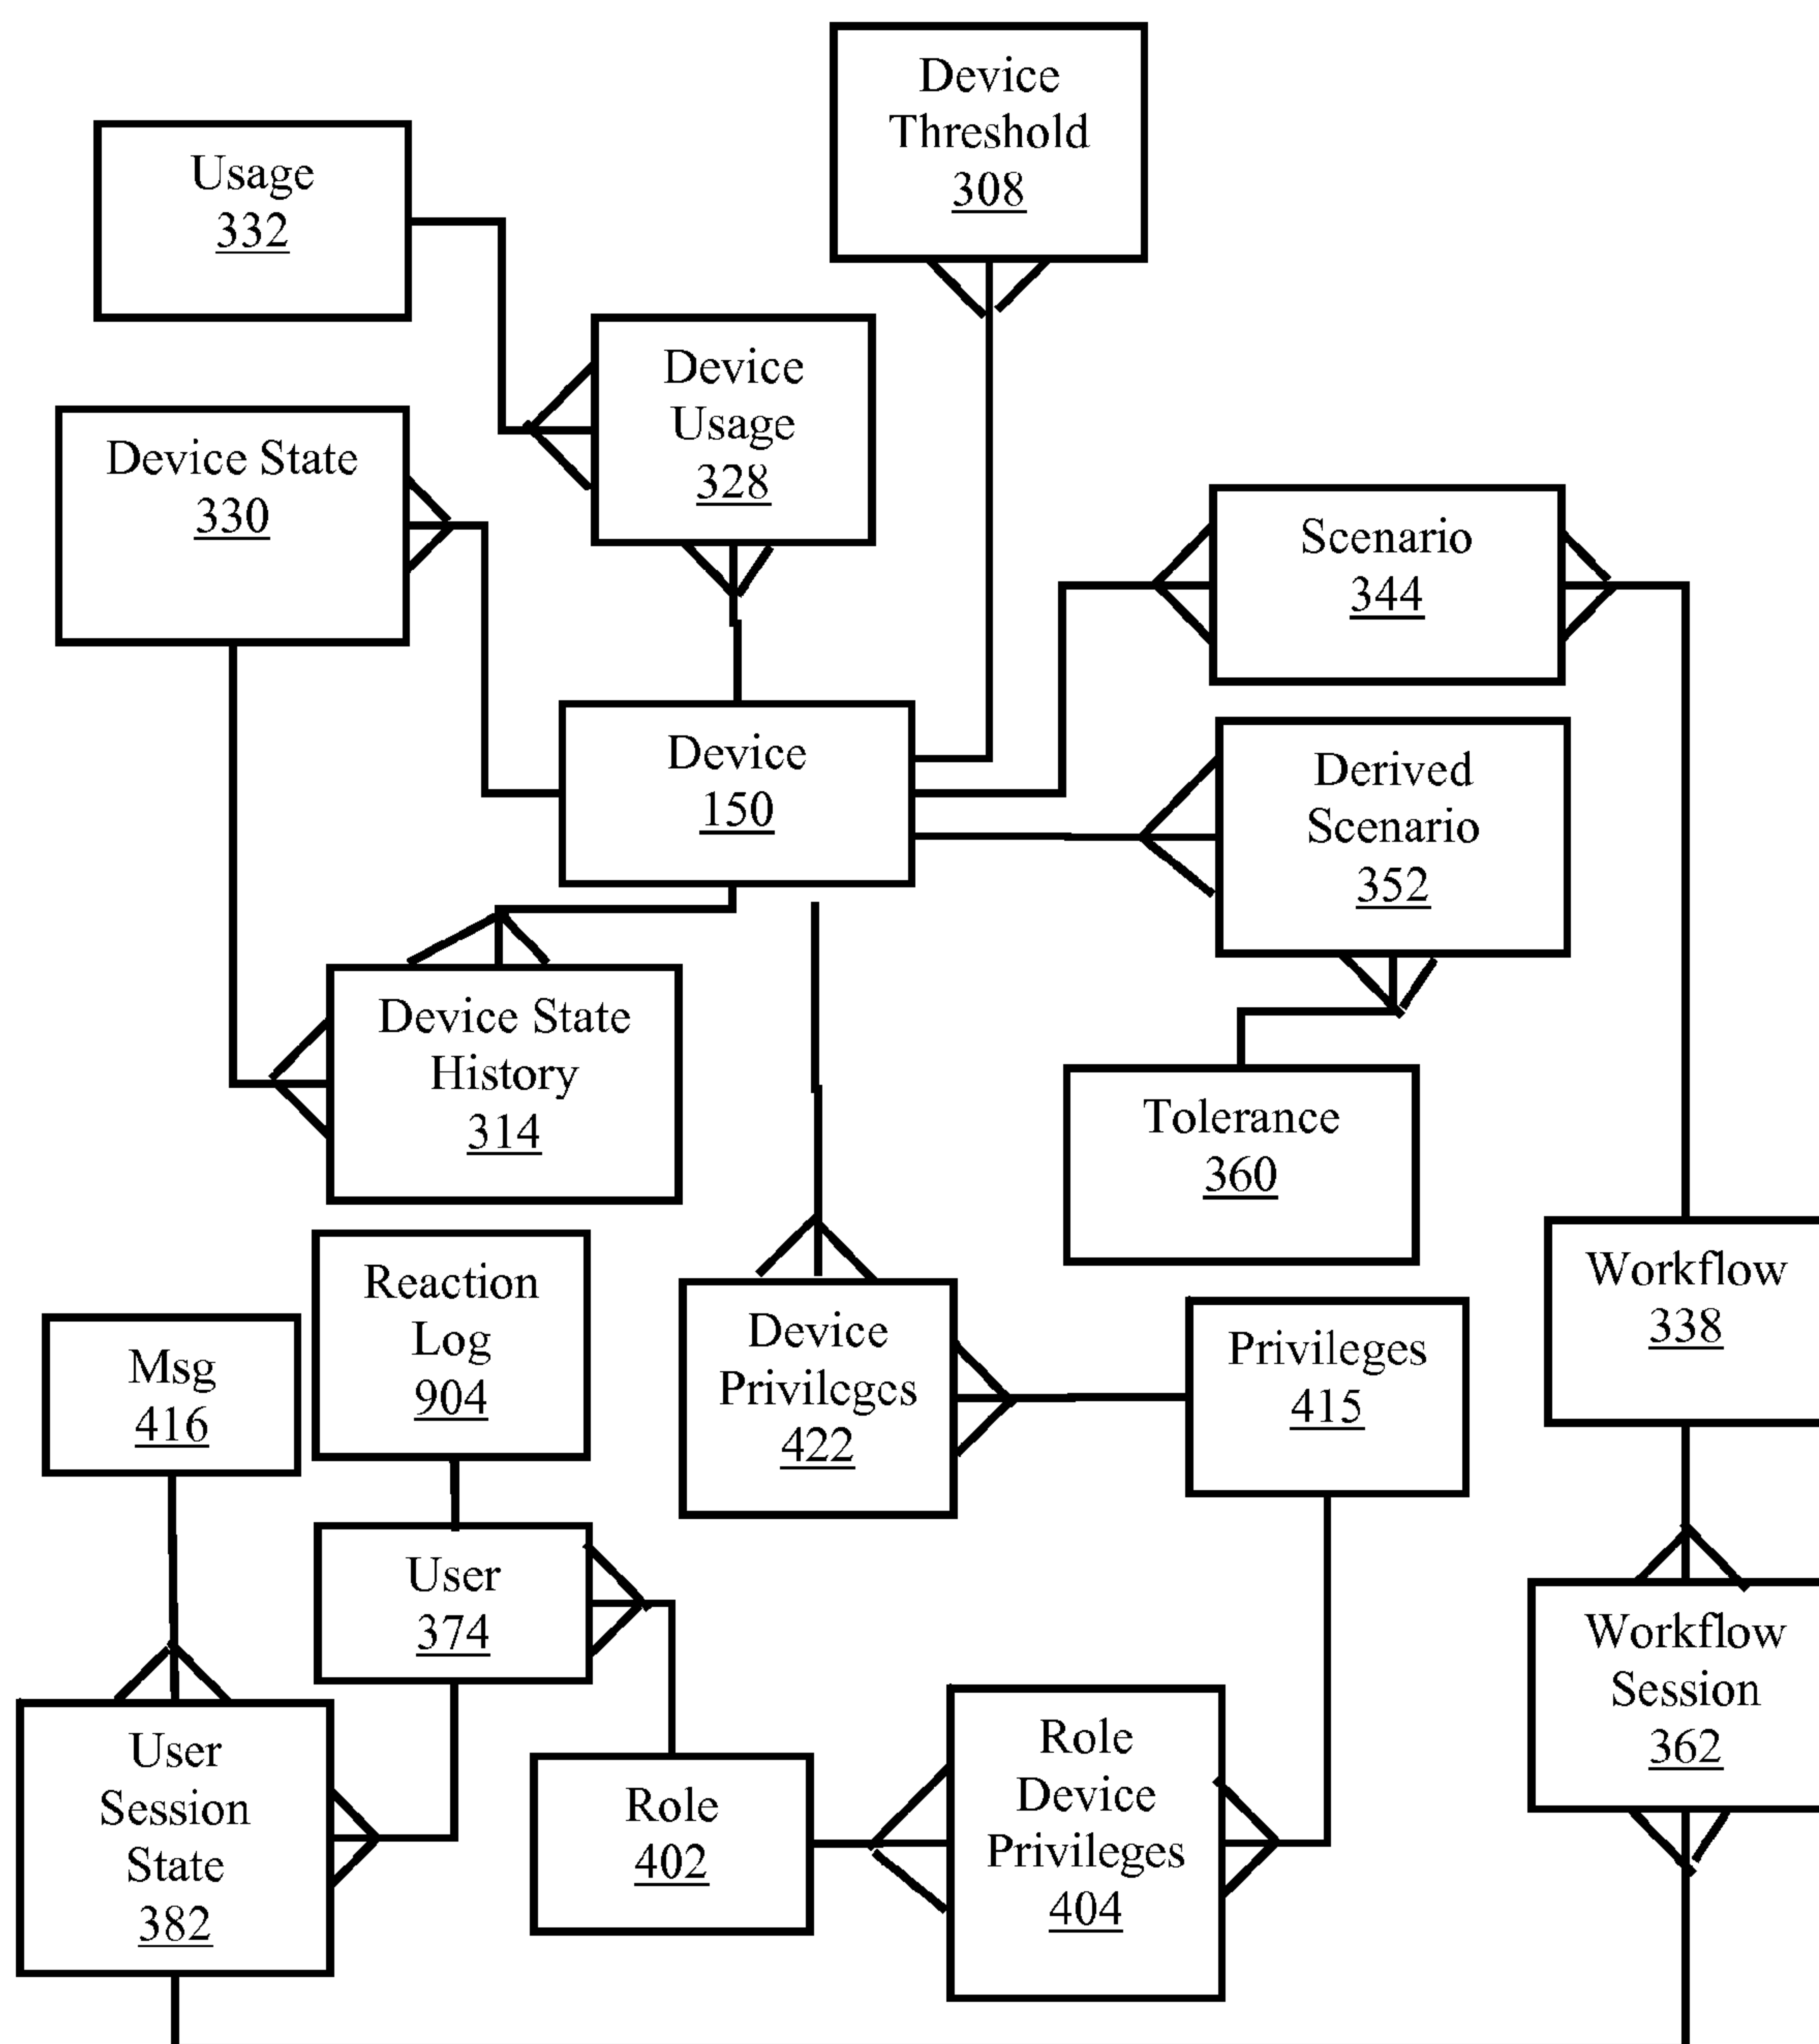 Device
Threshold
308
Usage
332
Device
Usage
328
Device State
330
Scenario
344
Device
150
Derived
Scenario
352
Device State
History
314
Tolerance
360
Reaction
Log
904
Workflow
338
Msg
416
Device
Privileges
422
Privileges
415
User
374
Workflow
Session
362
User
Session
State
382
Role
402
Role
Device
Privileges
404